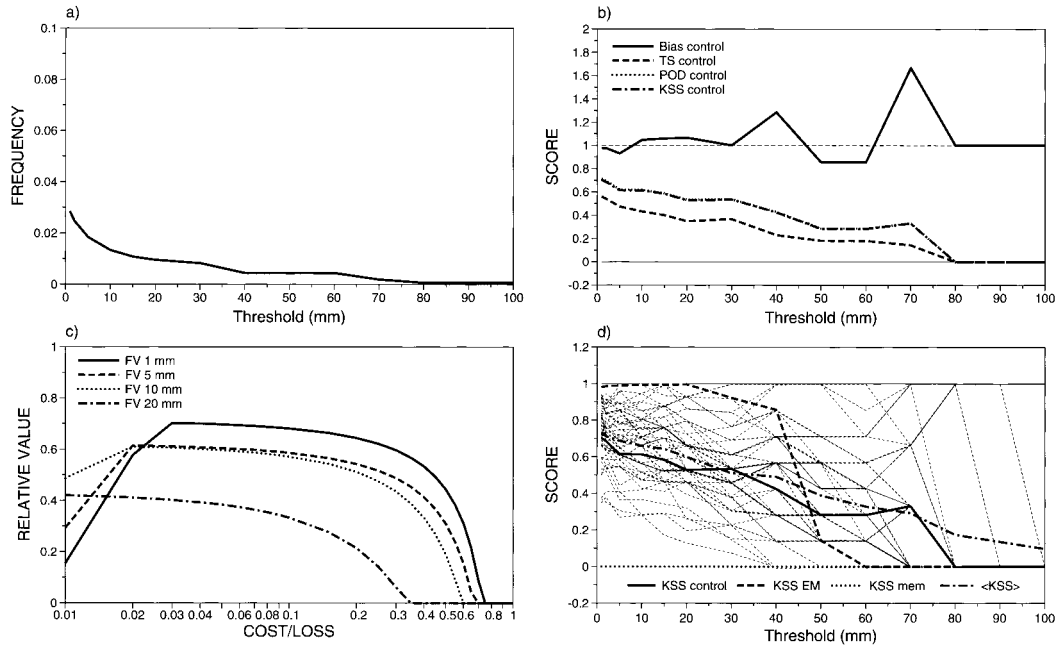 a)
FREQUENCY
0.1
0.08
0.06
0.04
0.02
0
0 10 20 30 40 50 60 70 80 90 100
Threshold (mm)
b)
SCORE
2
1.8
1.6
1.4
1.2
1
0.8
0.6
0.4
0.2
0
-0.2
Bias control
TS control
POD control
KSS control
0 10 20 30 40 50 60 70 80 90 100
Threshold (mm)
c)
RELATIVE VALUE
1
0.8
0.6
0.4
0.2
0
FV 1 mm
FV 5 mm
FV 10 mm
FV 20 mm
0.01 0.02 0.03 0.04 0.06 0.08 0.1 0.2 0.3 0.4 0.50.6 0.8 1
COST/LOSS
d)
SCORE
1.2
1
0.8
0.6
0.4
0.2
0
-0.2
KSS control KSS EM KSS mem <KSS>
0 10 20 30 40 50 60 70 80 90 100
Threshold (mm)